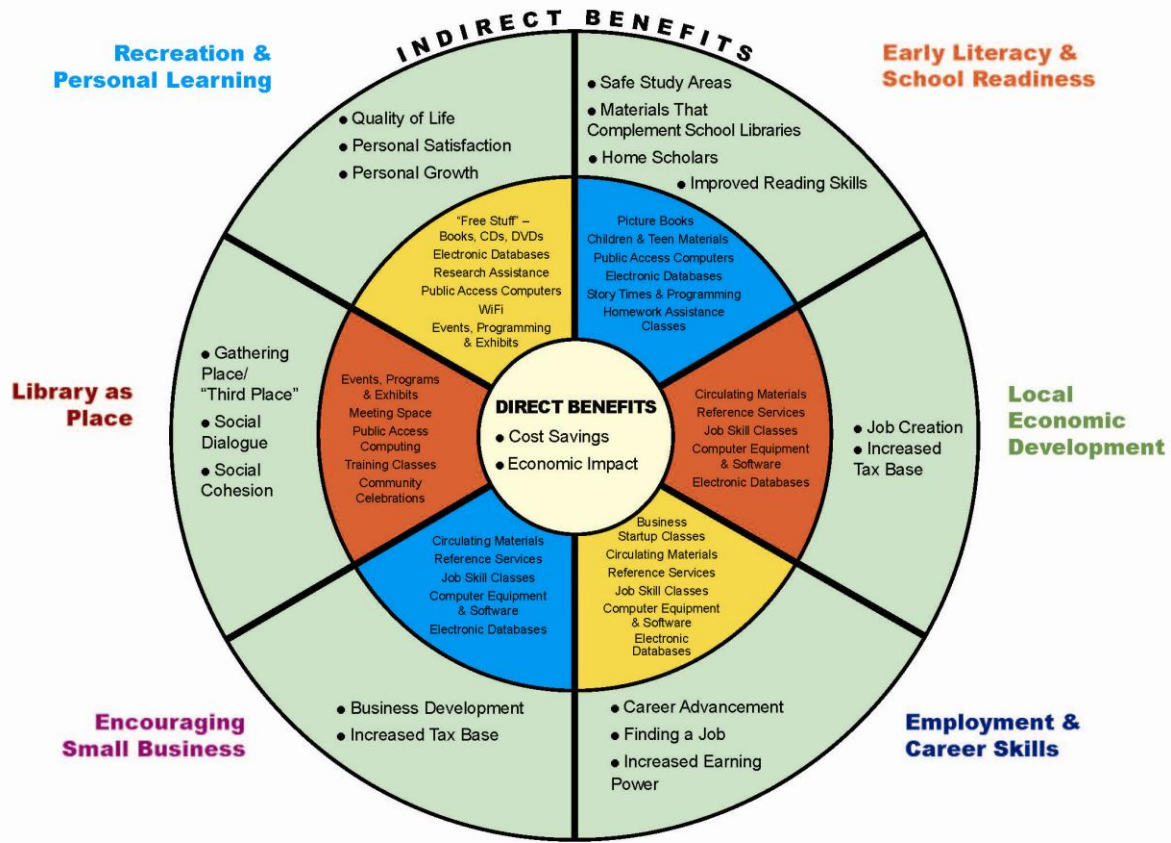 INDIRECT BENEFITS
Recreation &
Personal Learning
● Quality of Life
● Personal Satisfaction
● Personal Growth
"Free Stuff" –
Books, CDs, DVDs
Electronic Databases
Research Assistance
Public Access Computers
WiFi
Events, Programming
& Exhibits
Early Literacy &
School Readiness
● Safe Study Areas
● Materials That
Complement School Libraries
● Home Scholars
● Improved Reading Skills
Picture Books
Children & Teen Materials
Public Access Computers
Electronic Databases
Story Times & Programming
Homework Assistance
Classes
Library as
Place
● Gathering
Place/
"Third Place"
● Social
Dialogue
● Social
Cohesion
Events, Programs
& Exhibits
Meeting Space
Public Access
Computing
Training Classes
Community
Celebrations
DIRECT BENEFITS
● Cost Savings
● Economic Impact
Circulating Materials
Reference Services
Job Skill Classes
Computer Equipment
& Software
Electronic Databases
● Job Creation
● Increased
Tax Base
Local
Economic
Development
Encouraging
Small Business
Circulating Materials
Reference Services
Job Skill Classes
Computer Equipment
& Software
Electronic Databases
● Business Development
● Increased Tax Base
Business
Startup Classes
Circulating Materials
Reference Services
Job Skill Classes
Computer Equipment
& Software
Electronic
Databases
● Career Advancement
● Finding a Job
● Increased Earning
Power
Employment &
Career Skills